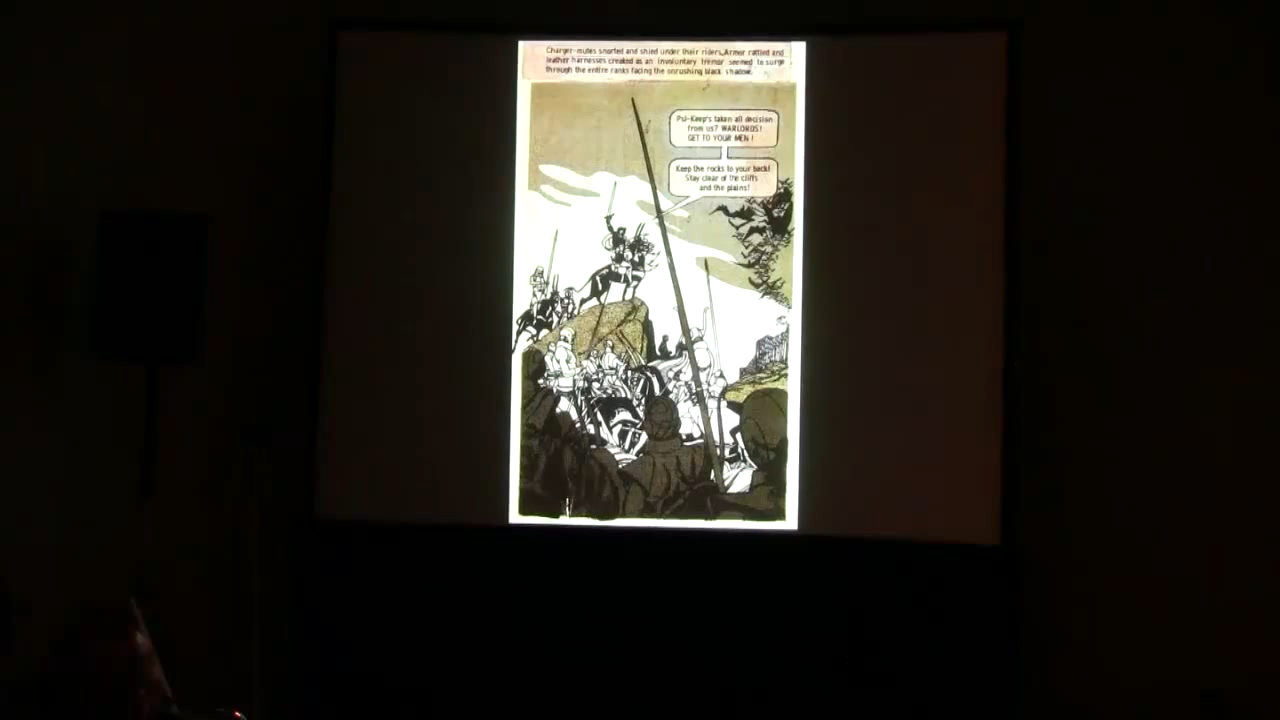 Charger-mutes snorted and shied under their riders. Armor rattled and
leather harnesses creaked as an involuntary tremor seemed to surge
through the entire ranks facing the onrushing black shadow.
Psi-Keep's taken all decision
from us? WARLORDS!
GET TO YOUR MEN!
Keep the rocks to your back!
Stay clear of the cliffs
and the plains!